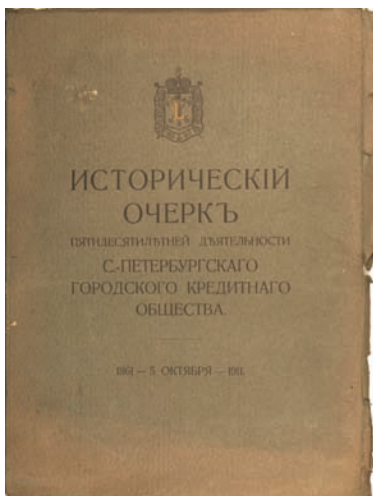 ИСТОРИЧЕСКІЙ
ОЧЕРКЪ
ПЯТИДЕСЯТИЛѢТНЕЙ ДѢЯТЕЛЬНОСТИ
С.-ПЕТЕРБУРГСКАГО
ГОРОДСКОГО КРЕДИТНАГО
ОБЩЕСТВА.
1861 — 5 ОКТЯБРЯ — 1911.